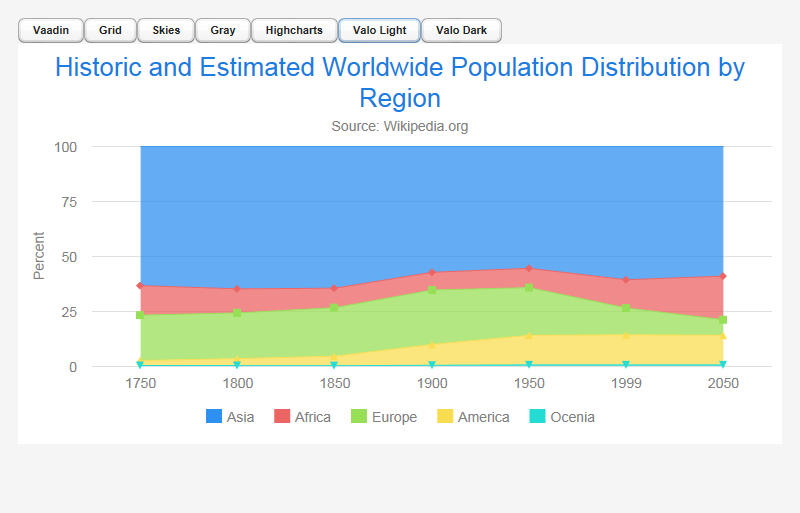 Vaadin Grid Skies Gray Highcharts Valo Light Valo Dark
Historic and Estimated Worldwide Population Distribution by
Region
Source: Wikipedia.org
100
75
50
25
0
Percent
1750 1800 1850 1900 1950 1999 2050
Asia Africa Europe America Ocenia